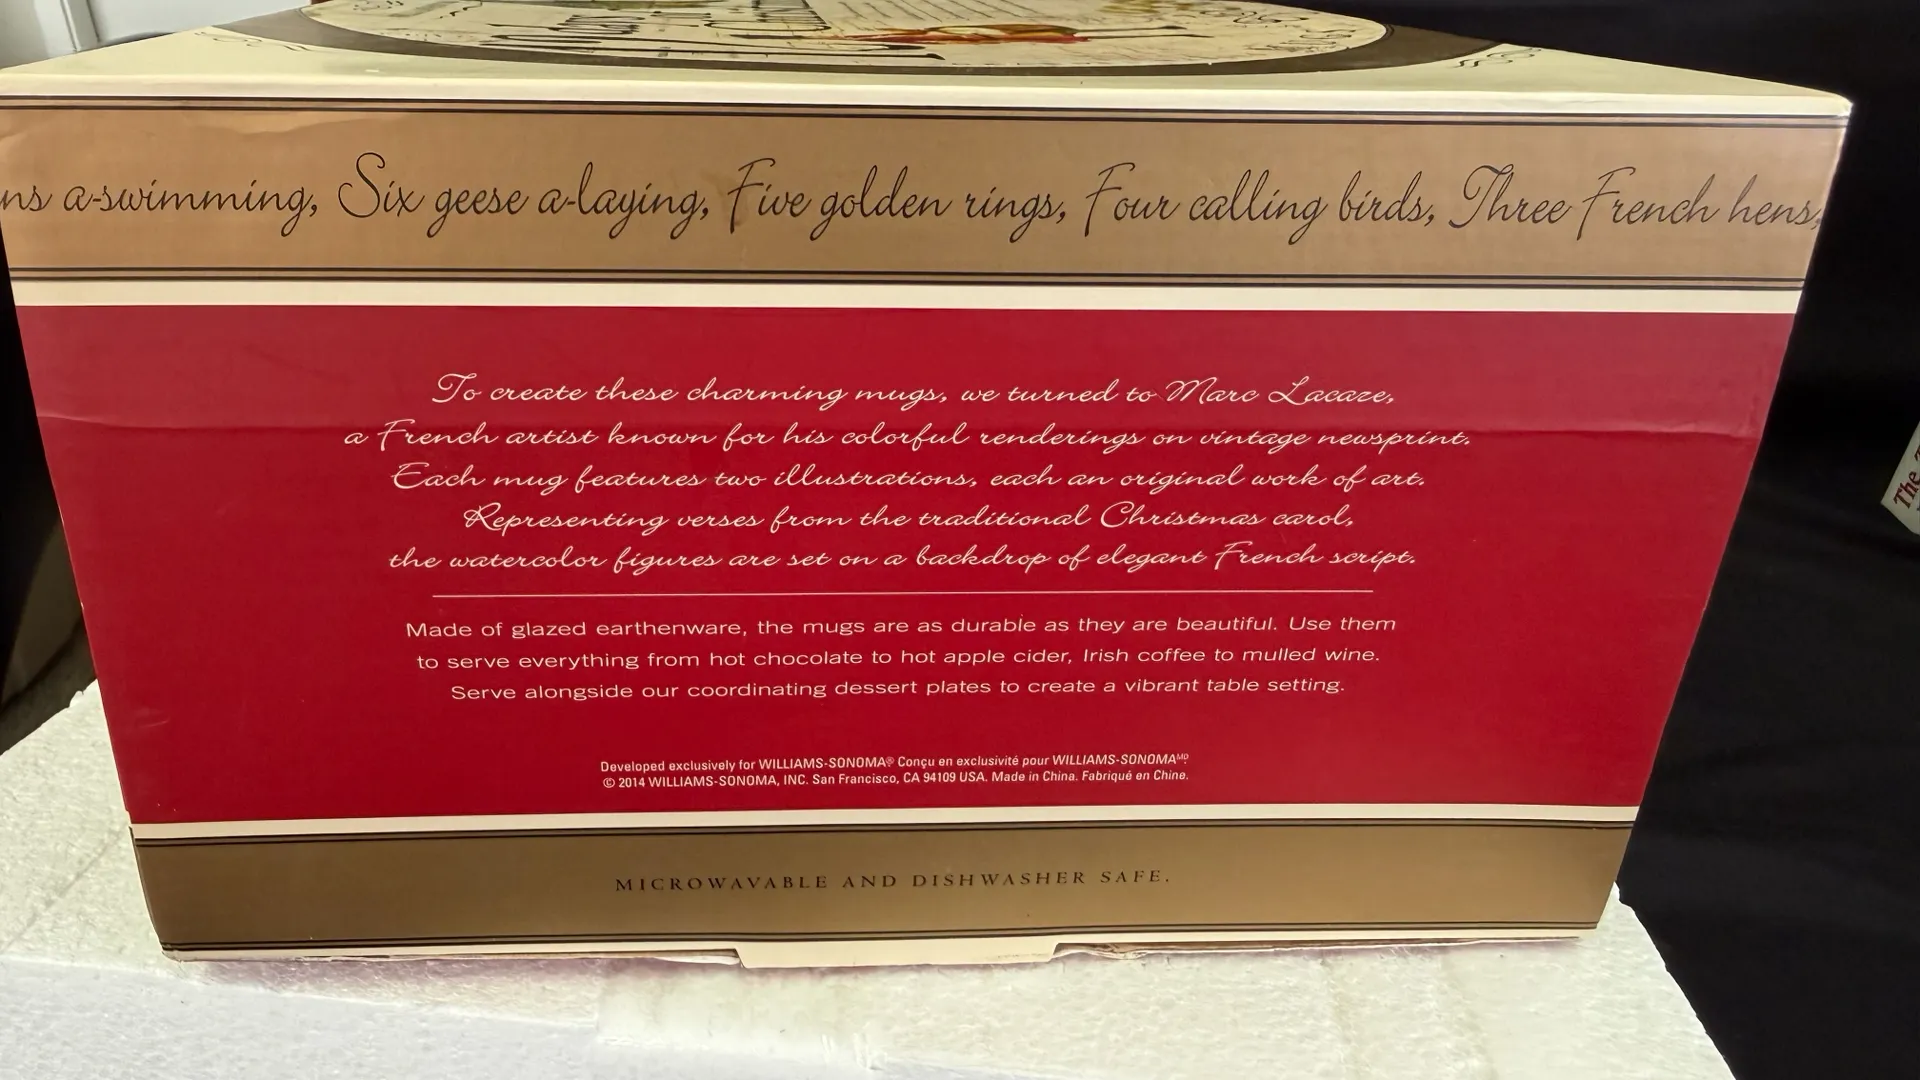 ns a-swimming, Six geese a-laying, Five golden rings, Four calling birds, Three French hens,
To create these charming mugs, we turned to Marc Lacaze,
a French artist known for his colorful renderings on vintage newsprint.
Each mug features two illustrations, each an original work of art.
Representing verses from the traditional Christmas carol,
the watercolor figures are set on a backdrop of elegant French script.
Made of glazed earthenware, the mugs are as durable as they are beautiful. Use them
to serve everything from hot chocolate to hot apple cider, Irish coffee to mulled wine.
Serve alongside our coordinating dessert plates to create a vibrant table setting.
Developed exclusively for WILLIAMS-SONOMA® Conçu en exclusivité pour WILLIAMS-SONOMAᴹᴰ.
© 2014 WILLIAMS-SONOMA, INC. San Francisco, CA 94109 USA. Made in China. Fabriqué en Chine.
MICROWAVABLE AND DISHWASHER SAFE.
The